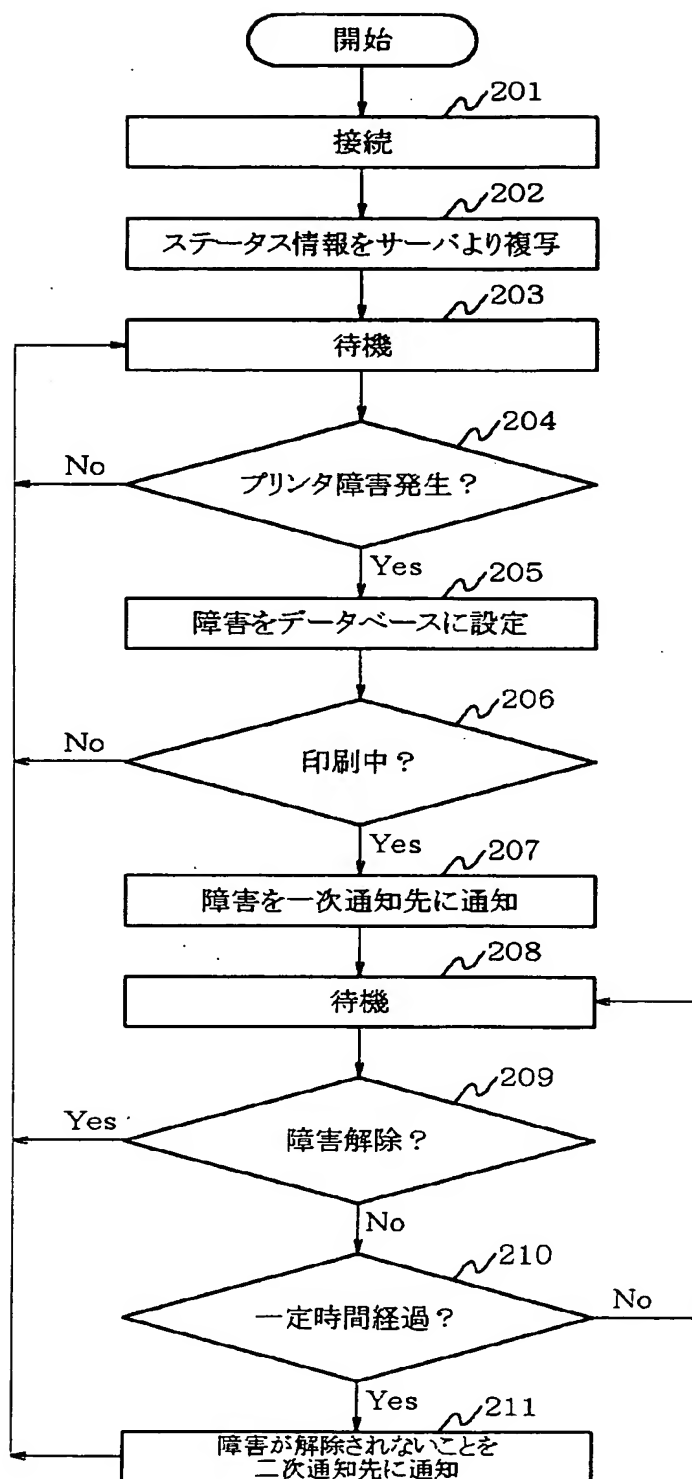 開始
201
接続
202
ステータス情報をサーバより複写
203
待機
204
No
プリンタ障害発生?
Yes
205
障害をデータベースに設定
206
No
印刷中?
Yes
207
障害を一次通知先に通知
208
待機
209
Yes
障害解除?
No
210
一定時間経過?
No
Yes
211
障害が解除されないことを
二次通知先に通知